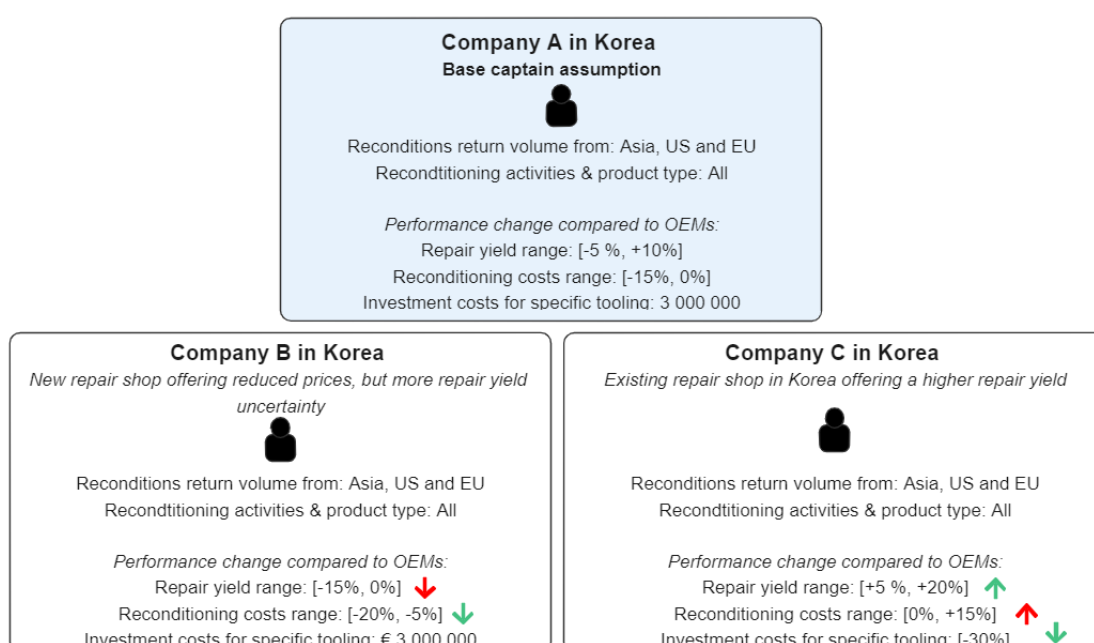 Company A in Korea
Base captain assumption
Reconditions return volume from: Asia, US and EU
Recondtitioning activities & product type: All
Performance change compared to OEMs:
Repair yield range: [-5 %, +10%]
Reconditioning costs range: [-15%, 0%]
Investment costs for specific tooling: 3 000 000
Company B in Korea
New repair shop offering reduced prices, but more repair yield
uncertainty
Reconditions return volume from: Asia, US and EU
Recondtitioning activities & product type: All
Performance change compared to OEMs:
Repair yield range: [-15%, 0%]
Reconditioning costs range: [-20%, -5%]
Investment costs for specific tooling: € 3 000 000
Company C in Korea
Existing repair shop in Korea offering a higher repair yield
Reconditions return volume from: Asia, US and EU
Recondtitioning activities & product type: All
Performance change compared to OEMs:
Repair yield range: [+5 %, +20%]
Reconditioning costs range: [0%, +15%]
Investment costs for specific tooling: [-30%]